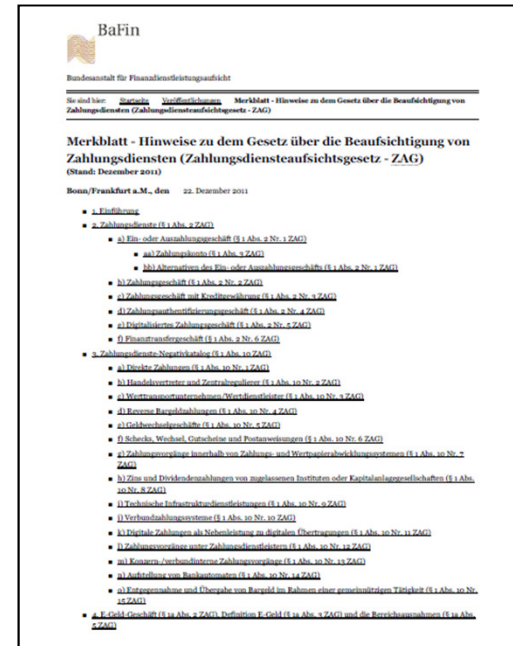 BaFin
Bundesanstalt für Finanzdienstleistungsaufsicht
Sie sind hier: Startseite Veröffentlichungen Merkblatt - Hinweise zu dem Gesetz über die Beaufsichtigung von
Zahlungsdiensten (Zahlungsdiensteaufsichtsgesetz - ZAG)
Merkblatt - Hinweise zu dem Gesetz über die Beaufsichtigung von
Zahlungsdiensten (Zahlungsdiensteaufsichtsgesetz - ZAG)
(Stand: Dezember 2011)
Bonn/Frankfurt a.M., den 22. Dezember 2011
1. Einführung
2. Zahlungsdienste (§ 1 Abs. 2 ZAG)
a) Ein- oder Auszahlungsgeschäft (§ 1 Abs. 2 Nr. 1 ZAG)
aa) Zahlungskonto (§ 1 Abs. 3 ZAG)
bb) Alternativen des Ein- oder Auszahlungsgeschäfts (§ 1 Abs. 2 Nr. 1 ZAG)
b) Zahlungsgeschäft (§ 1 Abs. 2 Nr. 2 ZAG)
c) Zahlungsgeschäft mit Kreditgewährung (§ 1 Abs. 2 Nr. 3 ZAG)
d) Zahlungsauthentifizierungsgeschäft (§ 1 Abs. 2 Nr. 4 ZAG)
e) Digitalisiertes Zahlungsgeschäft (§ 1 Abs. 2 Nr. 5 ZAG)
f) Finanztransfergeschäft (§ 1 Abs. 2 Nr. 6 ZAG)
3. Zahlungsdienste-Negativkatalog (§ 1 Abs. 10 ZAG)
a) Direkte Zahlungen (§ 1 Abs. 10 Nr. 1 ZAG)
b) Handelsvertreter und Zentralregulierer (§ 1 Abs. 10 Nr. 2 ZAG)
c) Werttransportunternehmen/Wertdienstleister (§ 1 Abs. 10 Nr. 3 ZAG)
d) Reverse Bargeldzahlungen (§ 1 Abs. 10 Nr. 4 ZAG)
e) Geldwechselgeschäfte (§ 1 Abs. 10 Nr. 5 ZAG)
f) Schecks, Wechsel, Gutscheine und Postanweisungen (§ 1 Abs. 10 Nr. 6 ZAG)
g) Zahlungsvorgänge innerhalb von Zahlungs- und Wertpapierabwicklungssystemen (§ 1 Abs. 10 Nr. 7
ZAG)
h) Zins und Dividendenzahlungen von zugelassenen Instituten oder Kapitalanlagegesellschaften (§ 1 Abs.
10 Nr. 8 ZAG)
i) Technische Infrastrukturdienstleistungen (§ 1 Abs. 10 Nr. 9 ZAG)
j) Verbundzahlungssysteme (§ 1 Abs. 10 Nr. 10 ZAG)
k) Digitale Zahlungen als Nebenleistung zu digitalen Übertragungen (§ 1 Abs. 10 Nr. 11 ZAG)
l) Zahlungsvorgänge unter Zahlungsdienstleistern (§ 1 Abs. 10 Nr. 12 ZAG)
m) Konzern-/verbundinterne Zahlungsvorgänge (§ 1 Abs. 10 Nr. 13 ZAG)
n) Aufstellung von Bankautomaten (§ 1 Abs. 10 Nr. 14 ZAG)
o) Entgegennahme und Übergabe von Bargeld im Rahmen einer gemeinnützigen Tätigkeit (§ 1 Abs. 10 Nr.
15 ZAG)
4. E-Geld-Geschäft (§ 1a Abs. 2 ZAG), Definition E-Geld (§ 1a Abs. 3 ZAG) und die Bereichsausnahmen (§ 1a Abs.
5 ZAG)